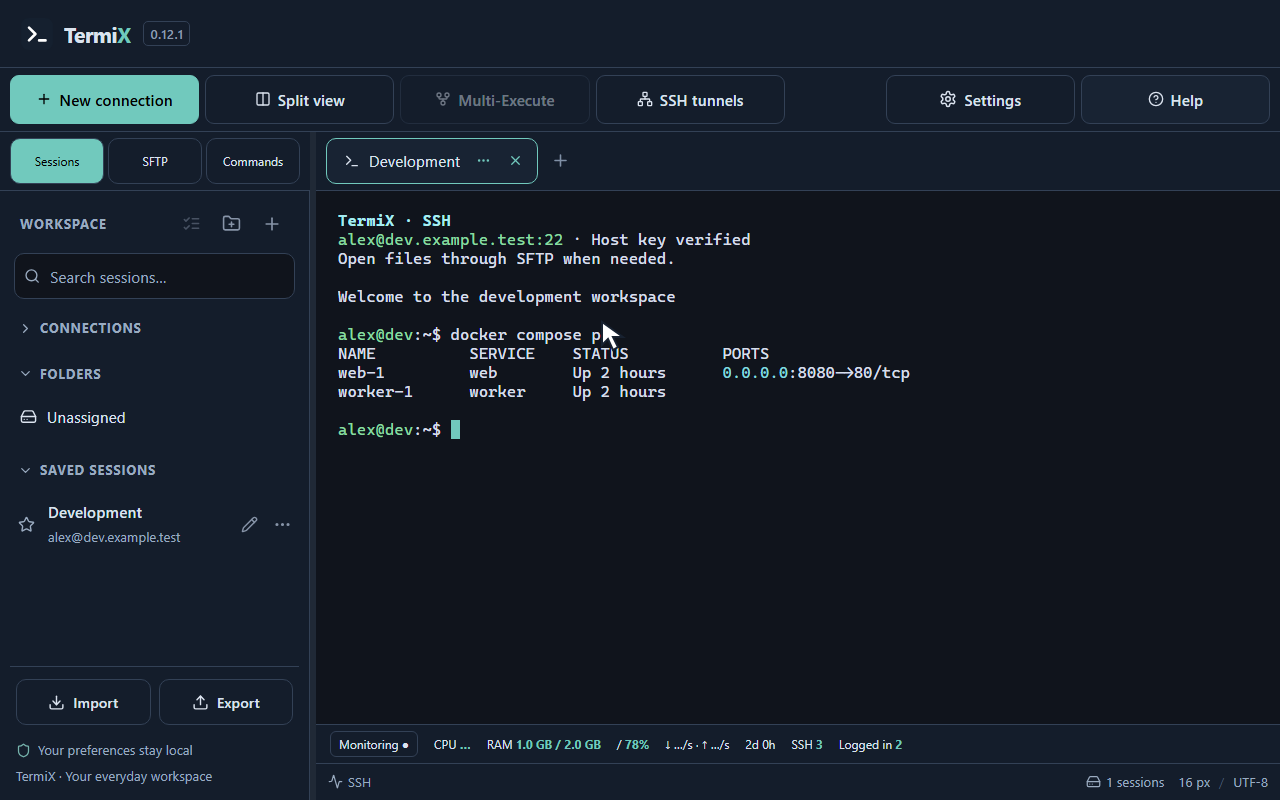 TermiX 0.12.1
New connection Split view Multi-Execute SSH tunnels Settings Help
Sessions SFTP Commands
Development ··· ×
WORKSPACE
Search sessions...
CONNECTIONS
FOLDERS
Unassigned
SAVED SESSIONS
Development
alex@dev.example.test
Import Export
Your preferences stay local
TermiX · Your everyday workspace
TermiX · SSH
alex@dev.example.test:22 · Host key verified
Open files through SFTP when needed.
Welcome to the development workspace
alex@dev:~$ docker compose
NAME SERVICE STATUS PORTS
web-1 web Up 2 hours 0.0.0.0:8080->80/tcp
worker-1 worker Up 2 hours
alex@dev:~$
Monitoring ● CPU ... RAM 1.0 GB / 2.0 GB / 78% ↓ .../s · ↑ .../s 2d 0h SSH 3 Logged in 2
SSH 1 sessions 16 px / UTF-8